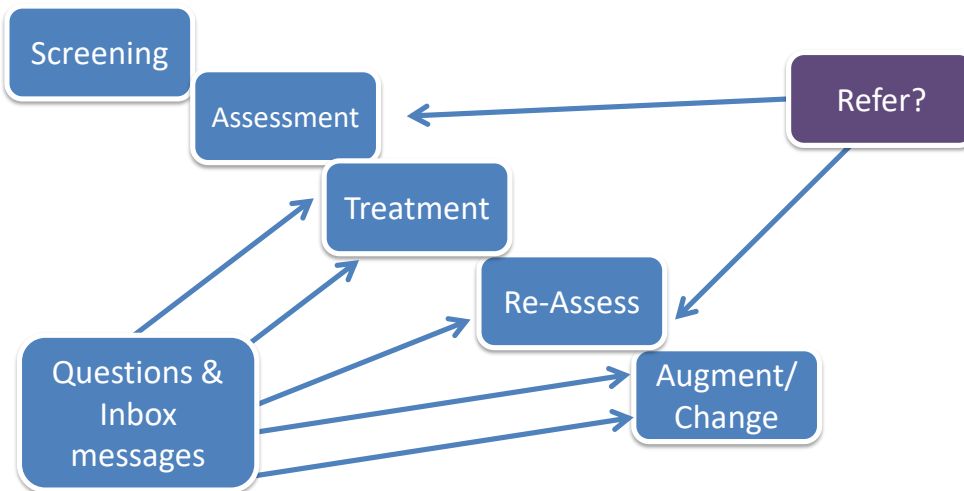 Screening
Refer?
Assessment
Treatment
Re-Assess
Questions &
Inbox
messages
Augment/
Change